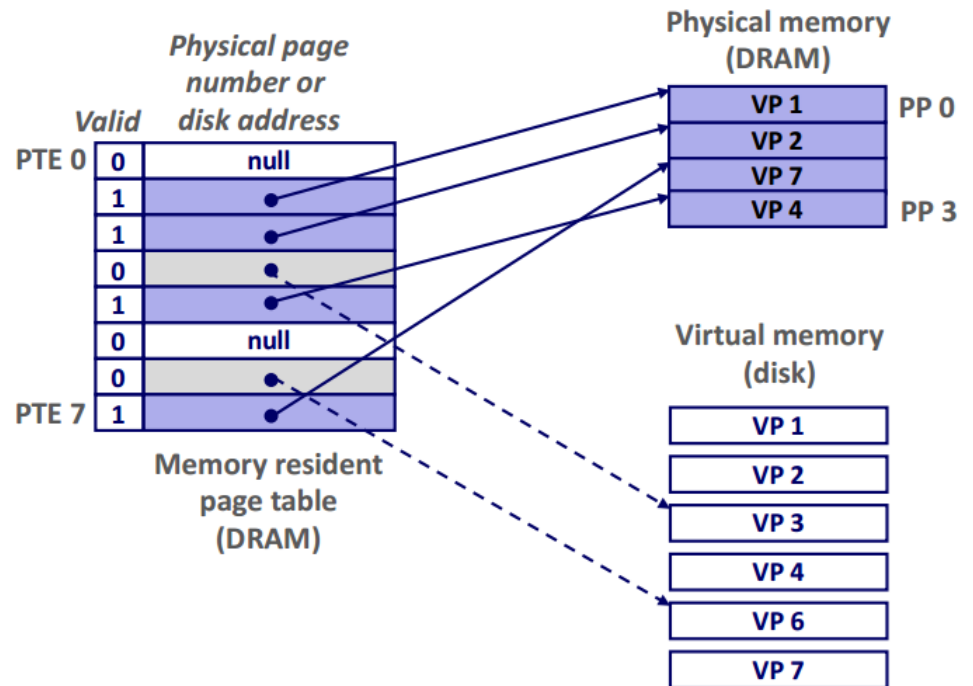 Physical page
number or
disk address
Valid
PTE 0
0
null
1
1
0
1
0
null
0
PTE 7
1
Memory resident
page table
(DRAM)
Physical memory
(DRAM)
VP 1
PP 0
VP 2
VP 7
VP 4
PP 3
Virtual memory
(disk)
VP 1
VP 2
VP 3
VP 4
VP 6
VP 7